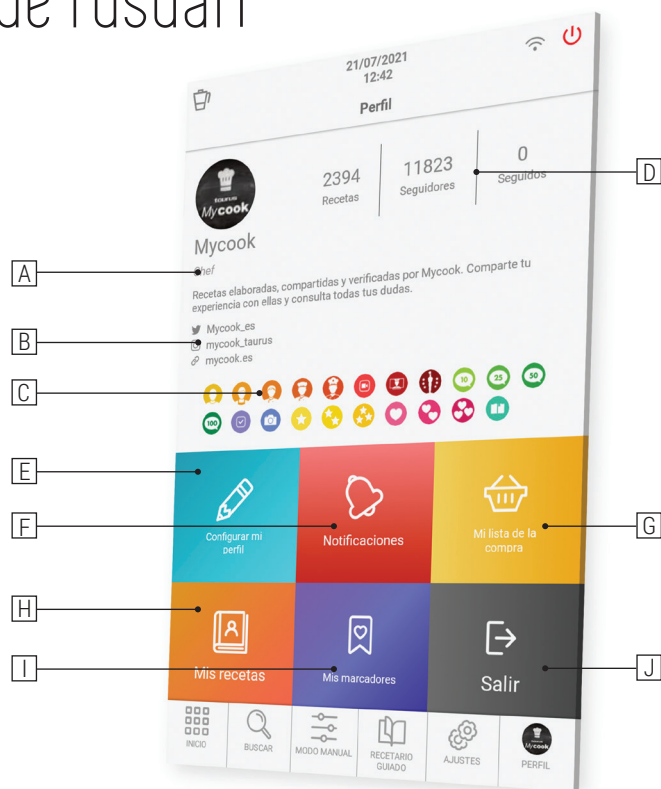 de l'usuari
21/07/2021
12:42
Perfil
taurus
Mycook
2394
Recetas
11823
Seguidores
0
Seguidos
D
Mycook
A
Chef
Recetas elaboradas, compartidas y verificadas por Mycook. Comparte tu
experiencia con ellas y consulta todas tus dudas.
Mycook_es
B
mycook_taurus
mycook.es
C
10
25
50
100
E
Configurar mi
perfil
F
Notificaciones
Mi lista de la
compra
G
H
Mis recetas
I
Mis marcadores
Salir
J
INICIO
BUSCAR
MODO MANUAL
RECETARIO
GUIADO
AJUSTES
taurus
Mycook
PERFIL